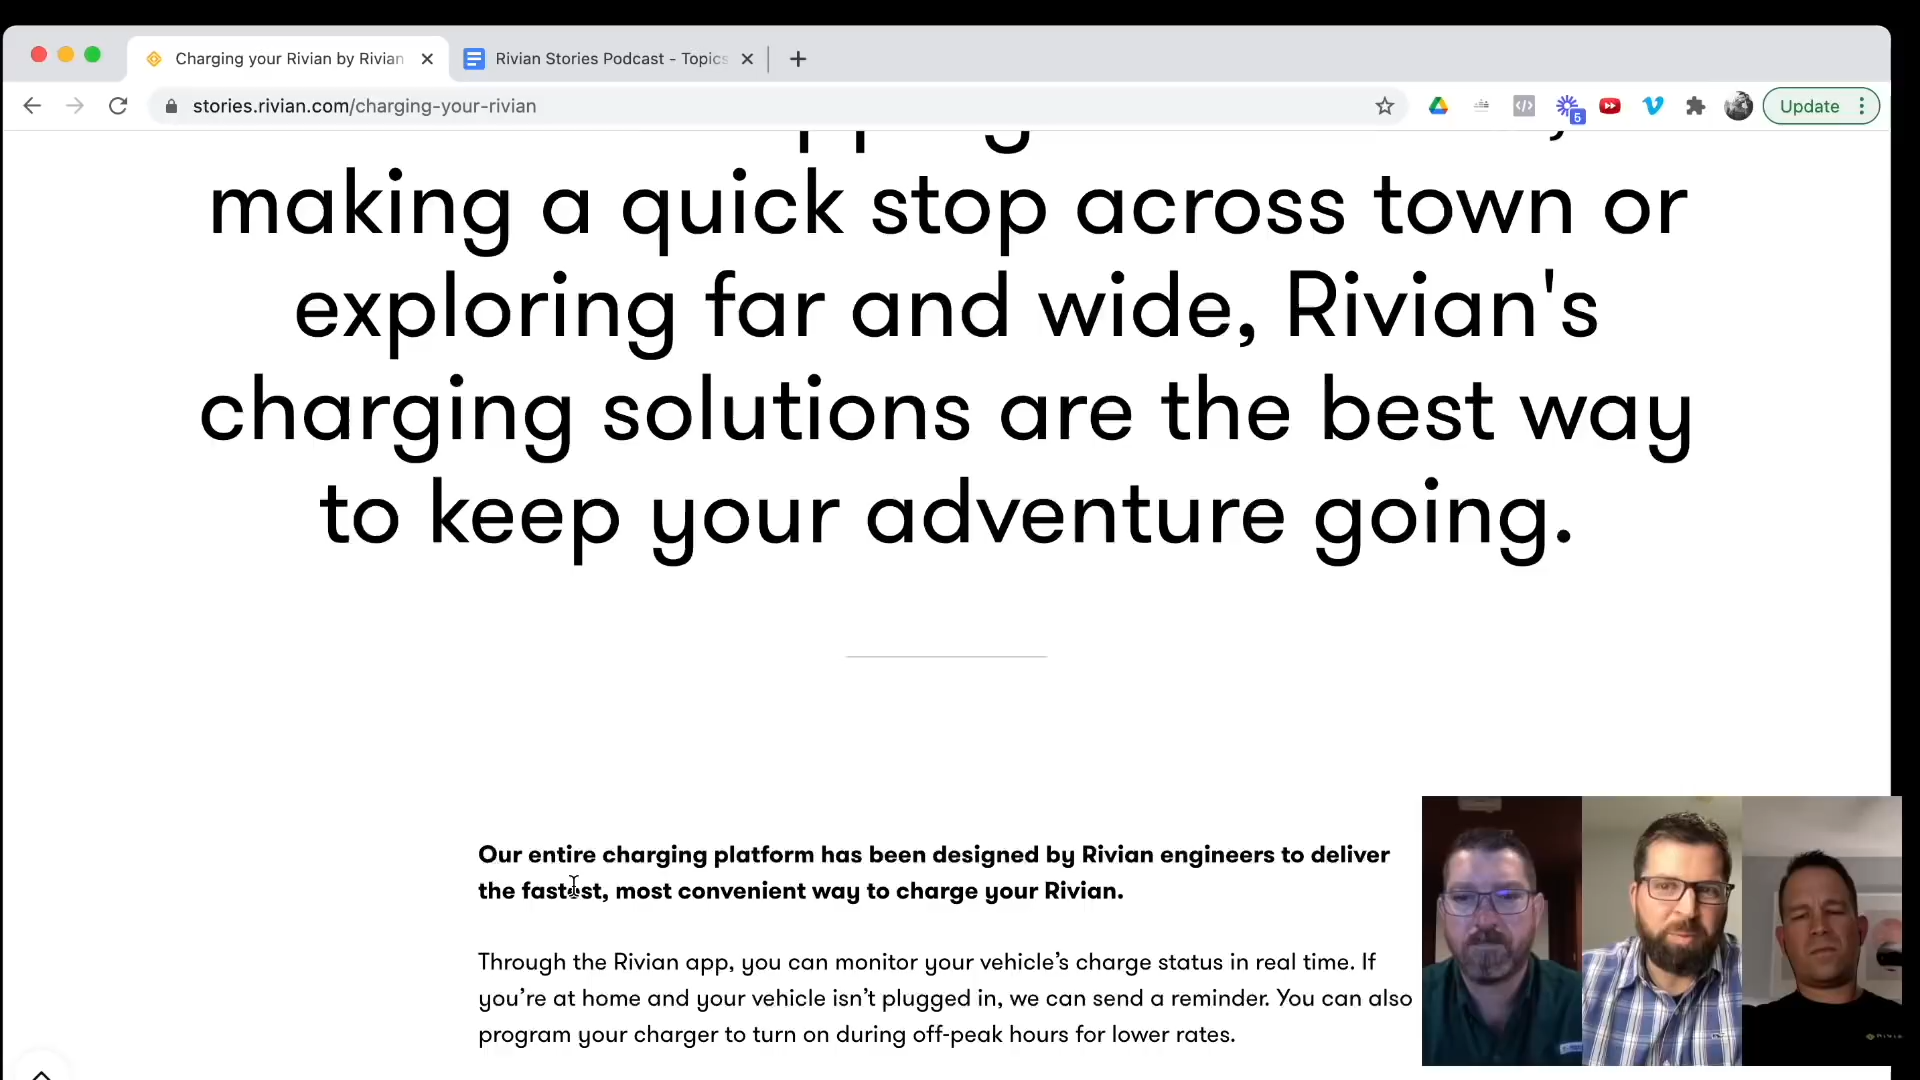 Charging your Rivian by Rivian
Rivian Stories Podcast - Topics
stories.rivian.com/charging-your-rivian
5
Update
making a quick stop across town or
exploring far and wide, Rivian's
charging solutions are the best way
to keep your adventure going.
Our entire charging platform has been designed by Rivian engineers to deliver
the fastest, most convenient way to charge your Rivian.
Through the Rivian app, you can monitor your vehicle’s charge status in real time. If
you’re at home and your vehicle isn’t plugged in, we can send a reminder. You can also
program your charger to turn on during off-peak hours for lower rates.